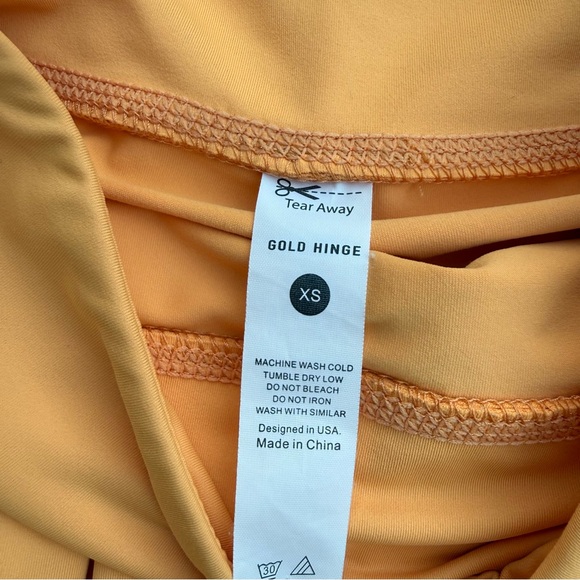 Tear Away
GOLD HINGE
XS
MACHINE WASH COLD
TUMBLE DRY LOW
DO NOT BLEACH
DO NOT IRON
WASH WITH SIMILAR
Designed in USA.
Made in China
30